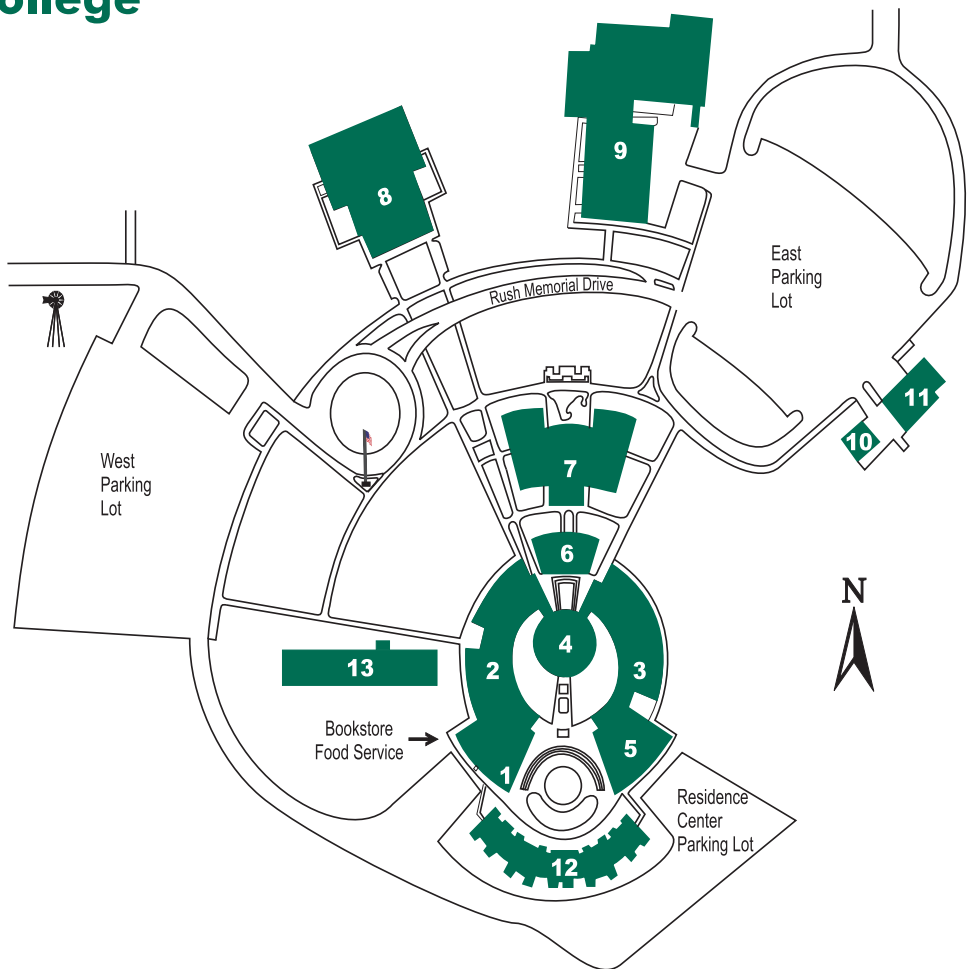 ollege
9
8
East
Parking
Lot
Rush Memorial Drive
11
10
West
Parking
Lot
7
6
N
4
13
2
3
Bookstore
Food Service
5
1
Residence
Center
Parking Lot
12